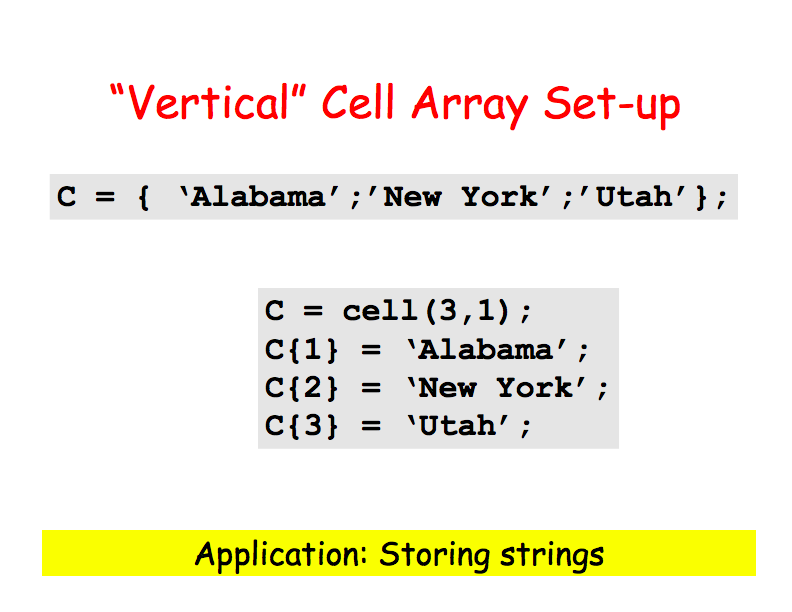 “Vertical” Cell Array Set-up
C = { ‘Alabama’;’New York’;’Utah’};
C = cell(3,1);
C{1} = ‘Alabama’;
C{2} = ‘New York’;
C{3} = ‘Utah’;
Application: Storing strings